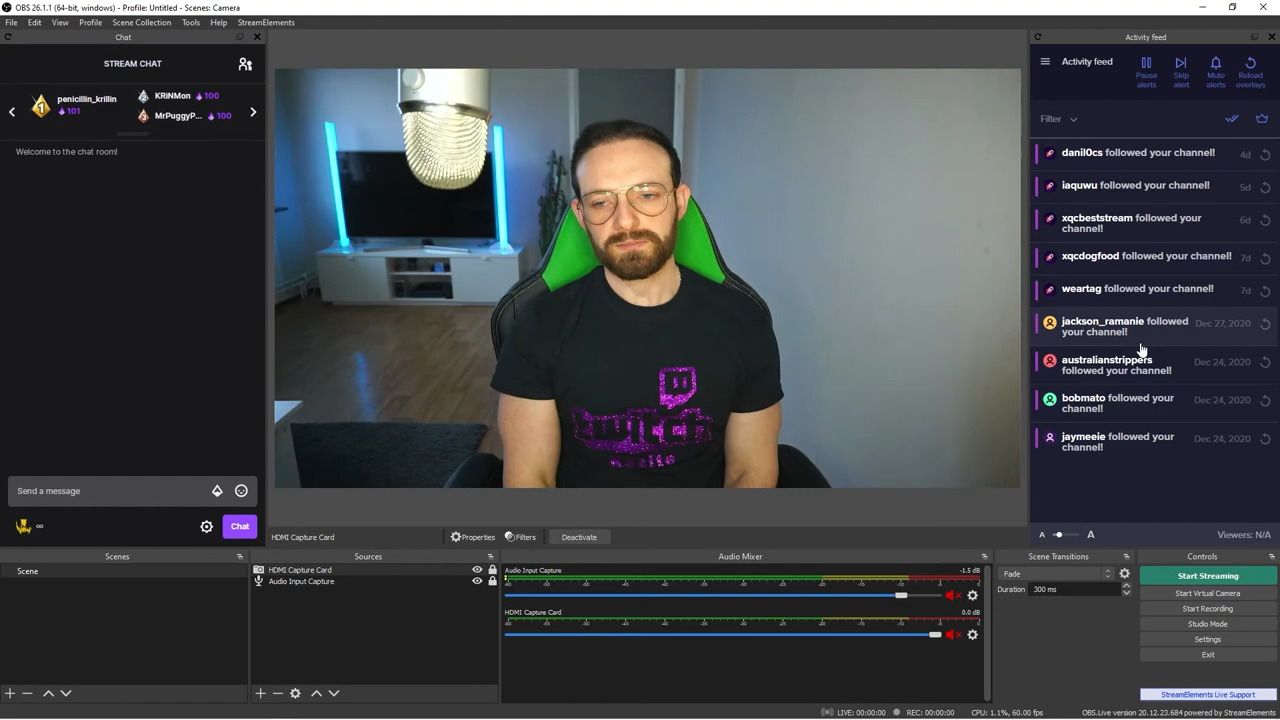 OBS 26.1.1 (64-bit, windows) - Profile: Untitled - Scenes: Camera
File Edit View Profile Scene Collection Tools Help StreamElements
Chat
STREAM CHAT
1
penicillin_krillin
101
KRiNMon 100
MrPuggyP... 100
Welcome to the chat room!
Send a message
∞
Chat
twitch
Activity feed
Activity feed
Pause alerts
Skip alert
Mute alerts
Reload overlays
Filter
danil0cs followed your channel! 4d
iaquwu followed your channel! 5d
xqcbeststream followed your
channel! 6d
xqcdogfood followed your channel! 7d
weartag followed your channel! 7d
jackson_ramanie followed
your channel! Dec 27, 2020
australianstrippers
followed your channel! Dec 24, 2020
bobmato followed your
channel! Dec 24, 2020
jaymeeie followed your
channel! Dec 24, 2020
A A Viewers: N/A
HDMI Capture Card Properties Filters Deactivate
Scenes
Scene
Sources
HDMI Capture Card
Audio Input Capture
Audio Mixer
Audio Input Capture -1.5 dB
HDMI Capture Card 0.0 dB
Scene Transitions
Fade
Duration 300 ms
Controls
Start Streaming
Start Virtual Camera
Start Recording
Studio Mode
Settings
Exit
StreamElements Live Support
LIVE: 00:00:00 REC: 00:00:00 CPU: 1.1%, 60.00 fps OBS.Live version 20.12.23.684 powered by StreamElements